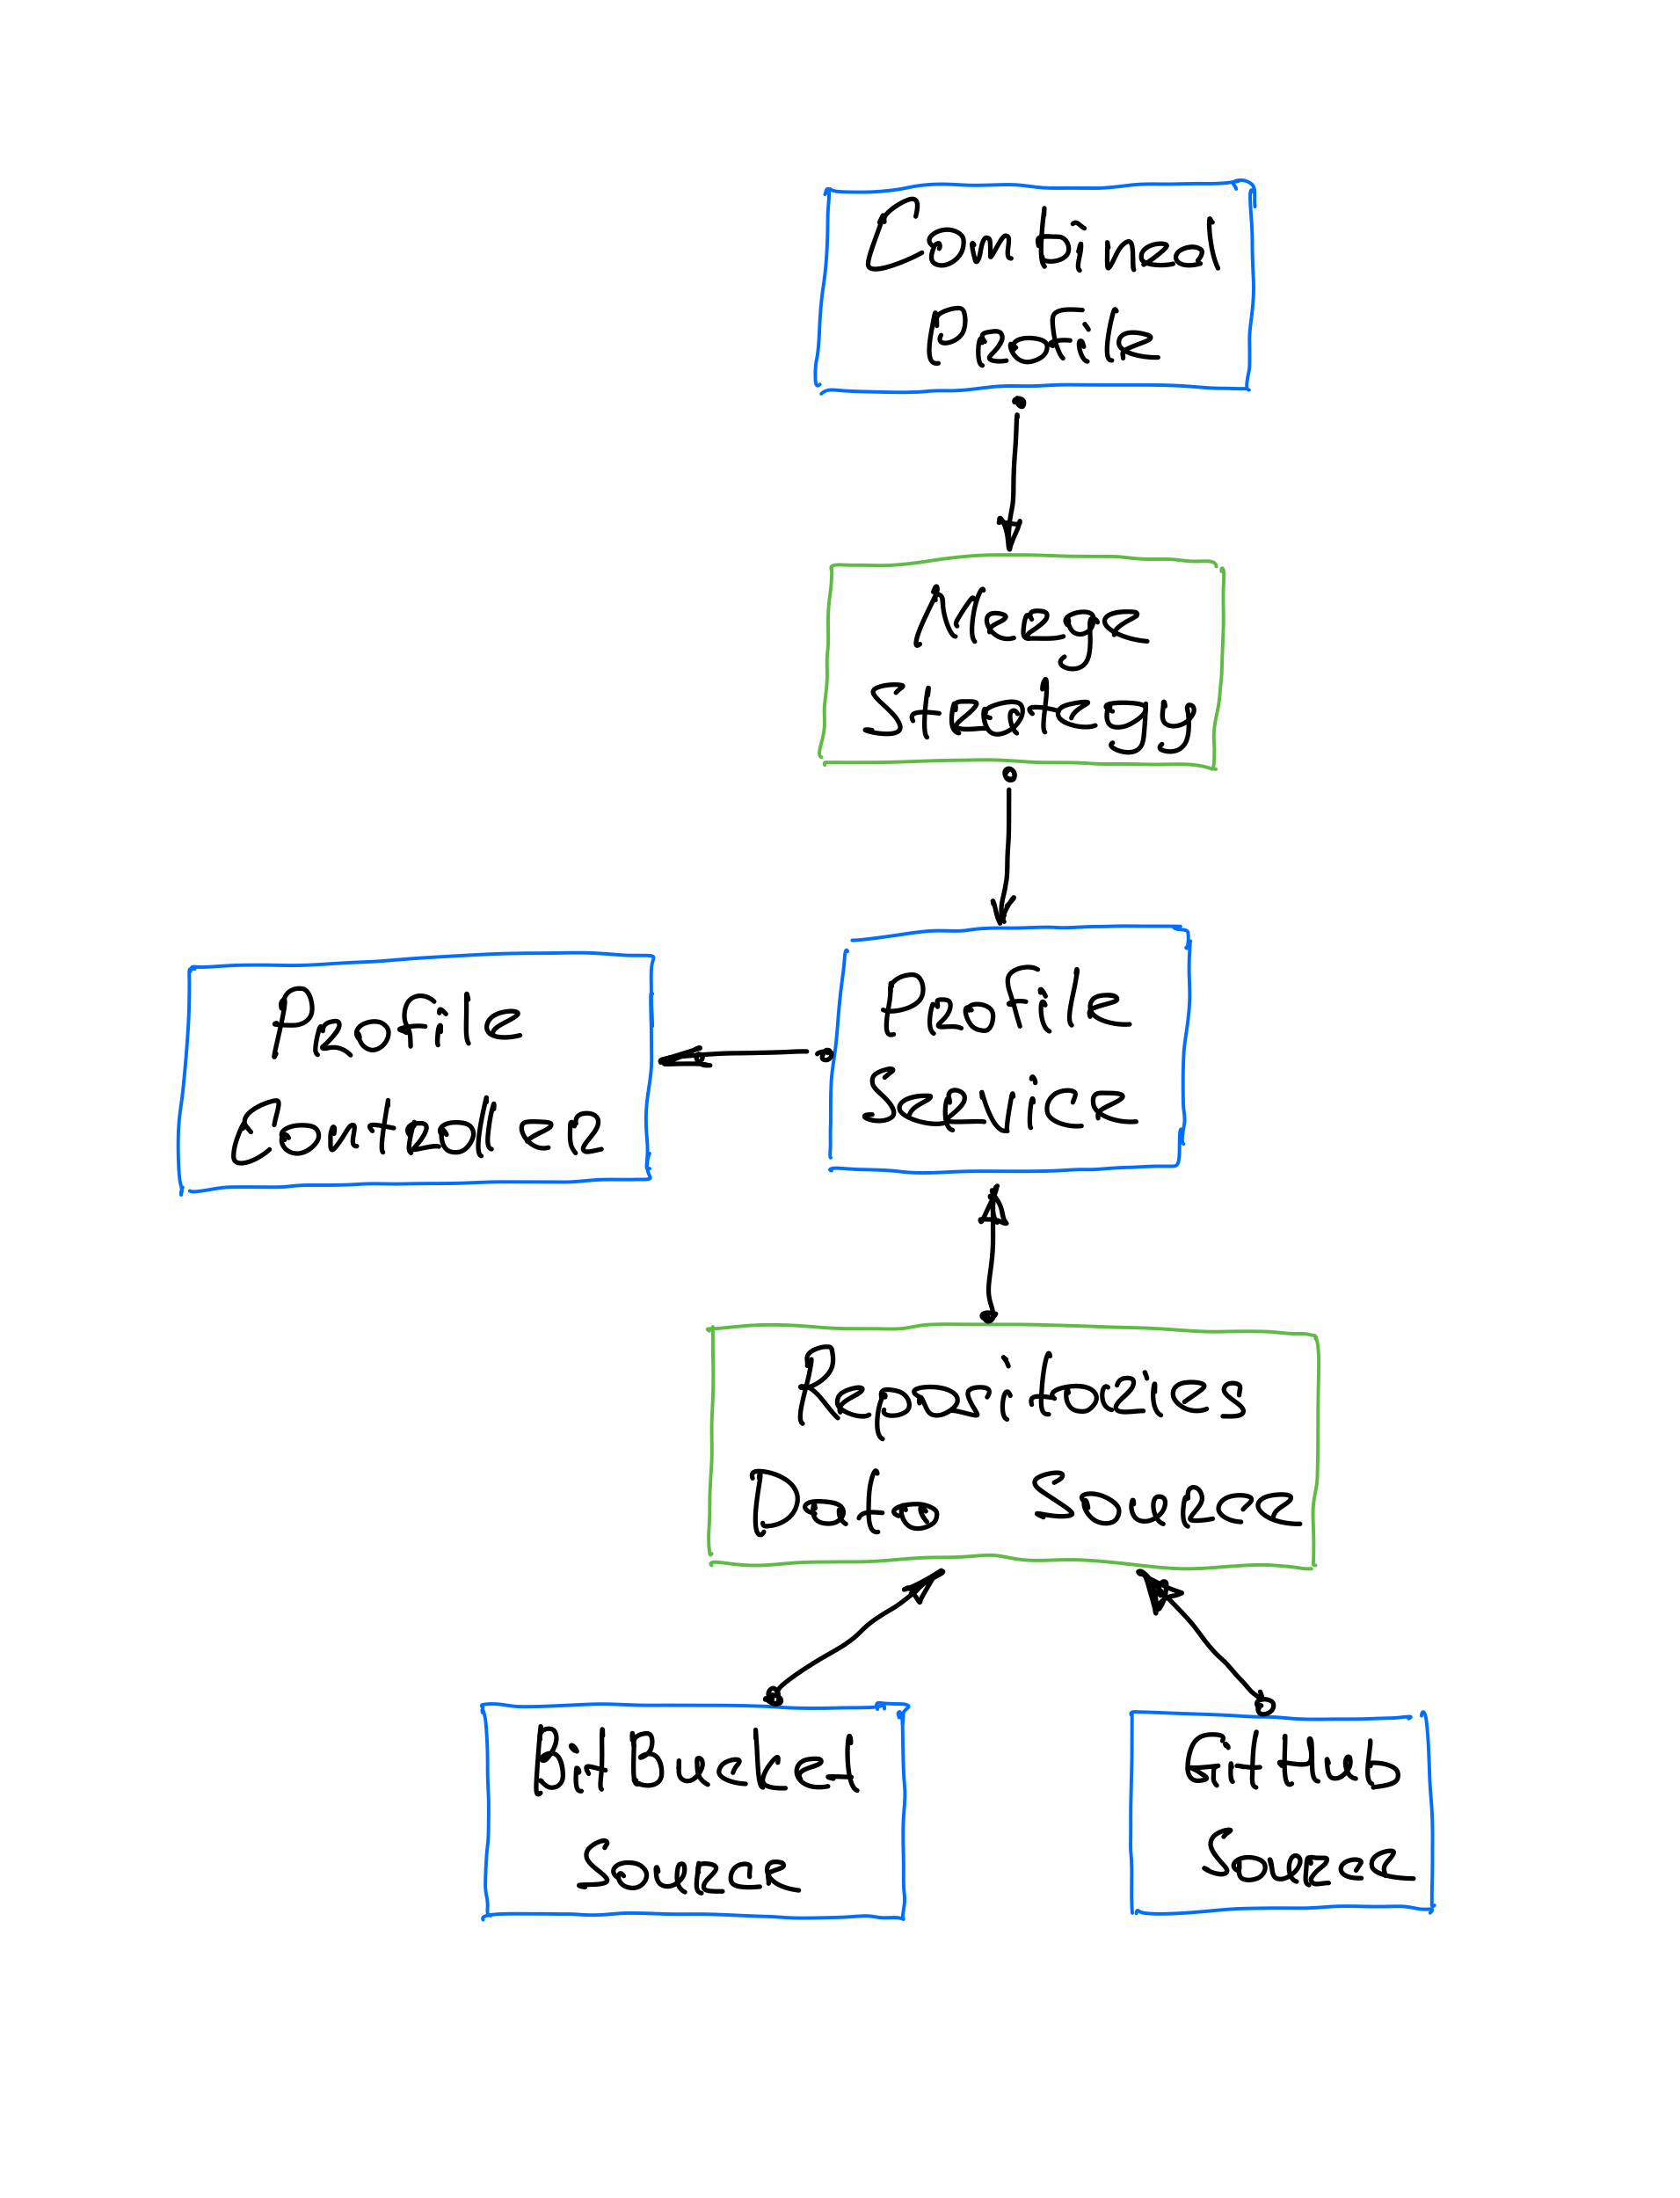 Combined
Profile
Merge
Strategy
Profile
Controller
Profile
Service
Repositories
Data Source
BitBucket
Source
GitHub
Source